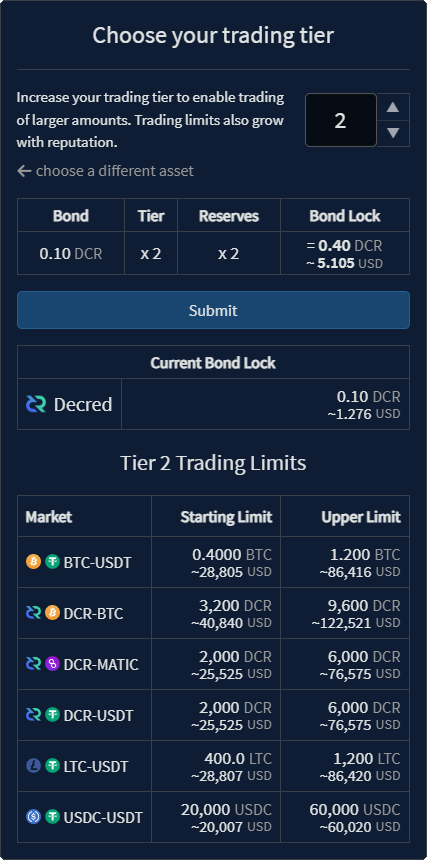 Choose your trading tier
Increase your trading tier to enable trading
of larger amounts. Trading limits also grow
with reputation.
2
choose a different asset
Bond Tier Reserves Bond Lock
0.10 DCR x 2 x 2 = 0.40 DCR
~ 5.105 USD
Submit
Current Bond Lock
Decred 0.10 DCR
~1.276 USD
Tier 2 Trading Limits
Market Starting Limit Upper Limit
BTC-USDT 0.4000 BTC 1.200 BTC
~28,805 USD ~86,416 USD
DCR-BTC 3,200 DCR 9,600 DCR
~40,840 USD ~122,521 USD
DCR-MATIC 2,000 DCR 6,000 DCR
~25,525 USD ~76,575 USD
DCR-USDT 2,000 DCR 6,000 DCR
~25,525 USD ~76,575 USD
LTC-USDT 400.0 LTC 1,200 LTC
~28,807 USD ~86,420 USD
USDC-USDT 20,000 USDC 60,000 USDC
~20,007 USD ~60,020 USD